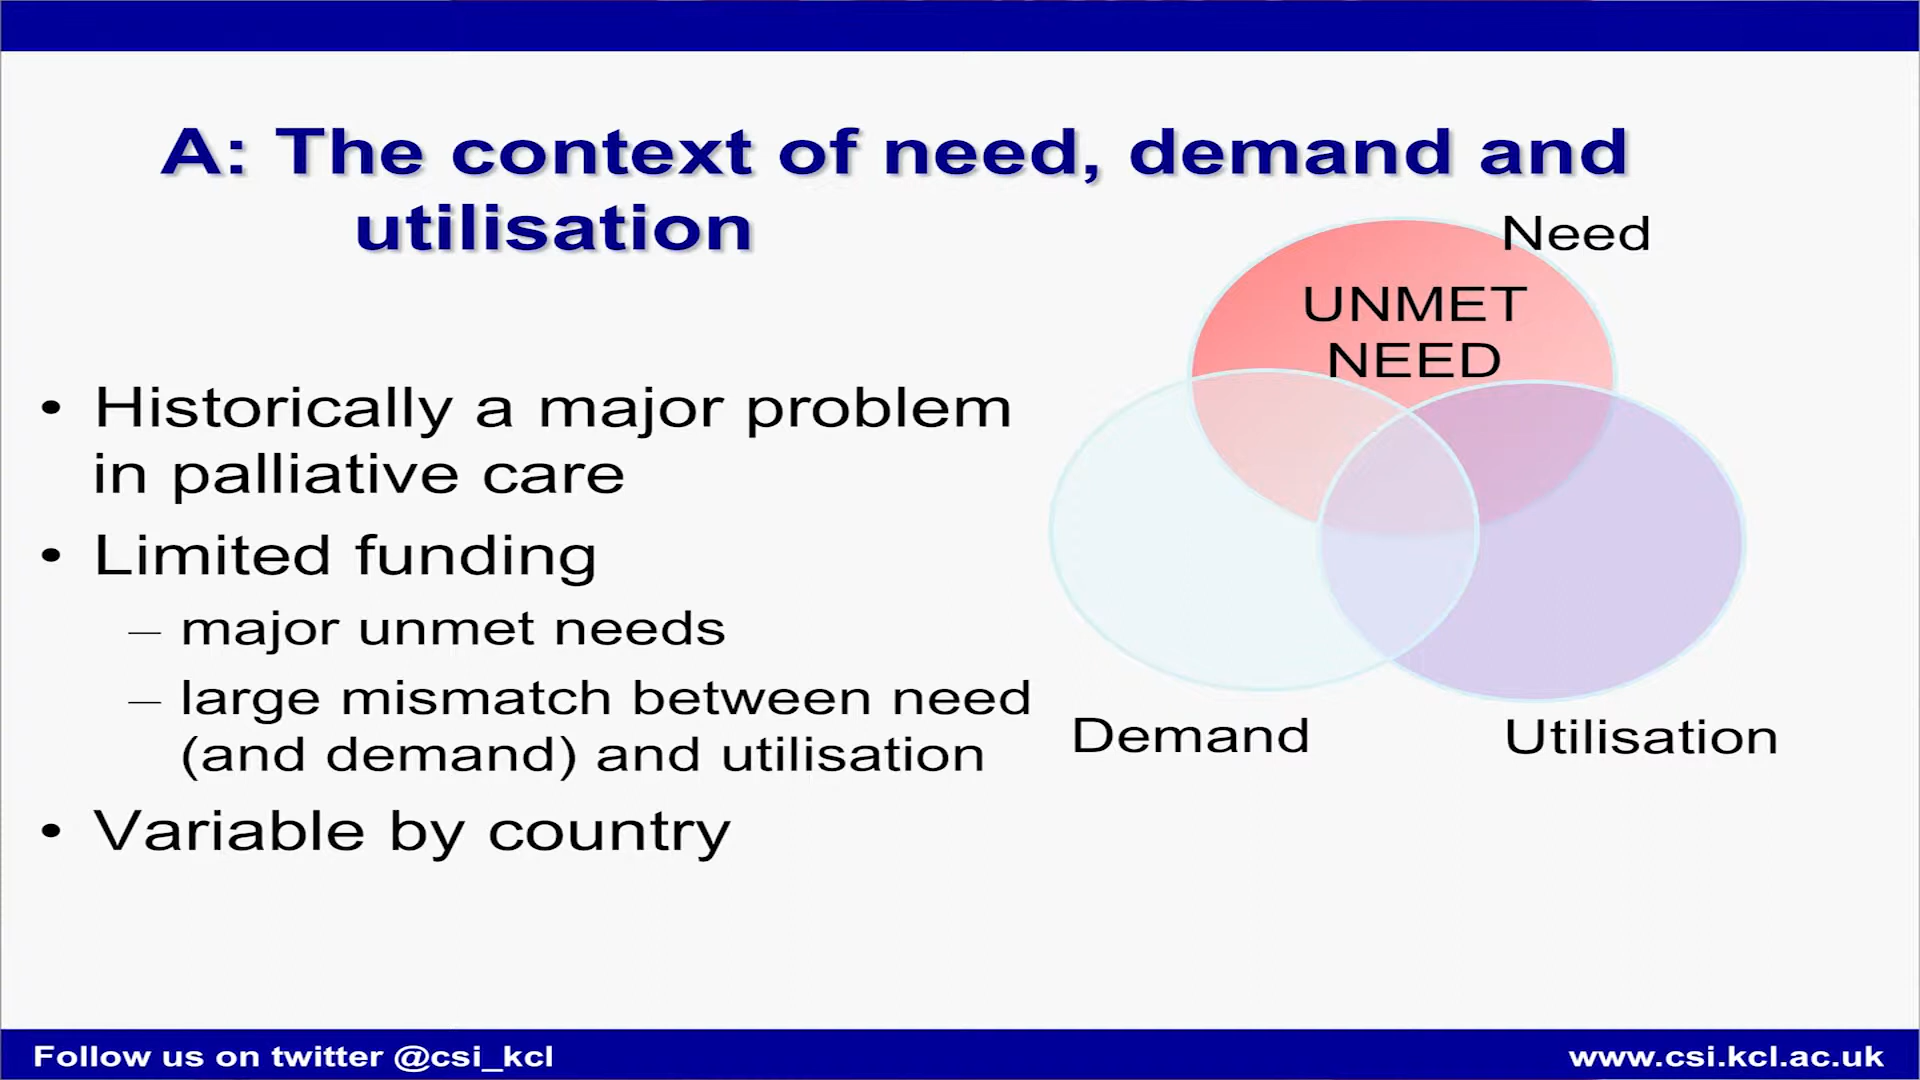 A: The context of need, demand and
utilisation
Need
UNMET
NEED
• Historically a major problem
in palliative care
• Limited funding
– major unmet needs
– large mismatch between need
(and demand) and utilisation
• Variable by country
Demand
Utilisation
Follow us on twitter @csi_kcl
www.csi.kcl.ac.uk